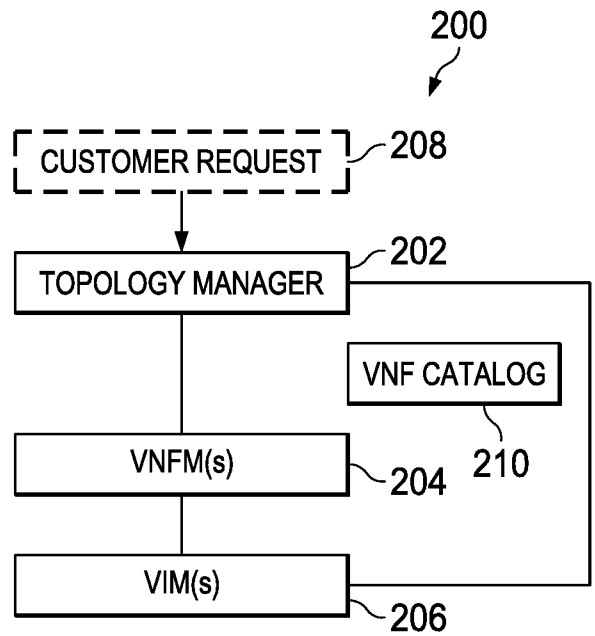 200
CUSTOMER REQUEST
208
202
TOPOLOGY MANAGER
VNF CATALOG
210
VNFM(s)
204
VIM(s)
206